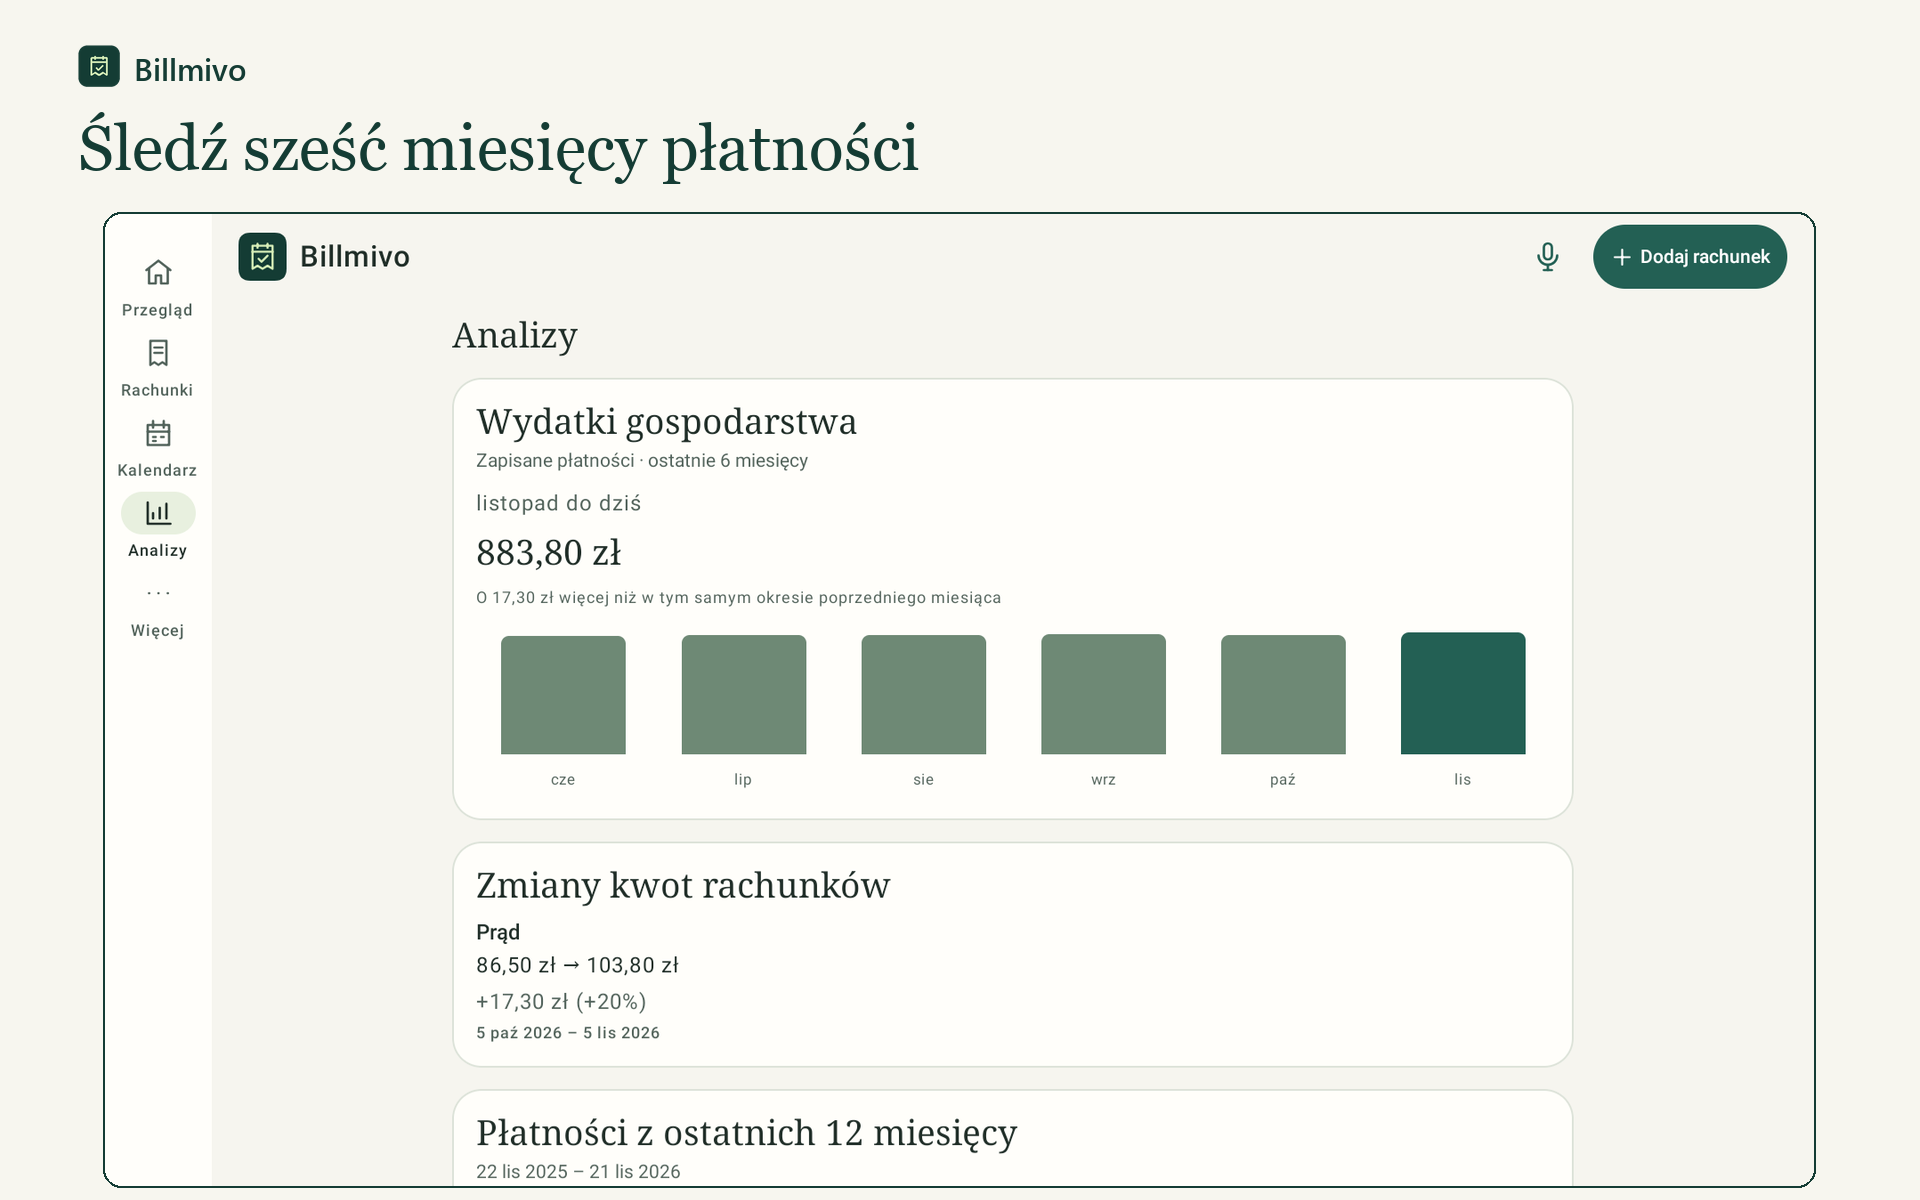 Billmivo
Śledź sześć miesięcy płatności
Billmivo
Dodaj rachunek
Przegląd
Rachunki
Kalendarz
Analizy
Więcej
Analizy
Wydatki gospodarstwa
Zapisane płatności · ostatnie 6 miesięcy
listopad do dziś
883,80 zł
O 17,30 zł więcej niż w tym samym okresie poprzedniego miesiąca
cze lip sie wrz paź lis
Zmiany kwot rachunków
Prąd
86,50 zł → 103,80 zł
+17,30 zł (+20%)
5 paź 2026 – 5 lis 2026
Płatności z ostatnich 12 miesięcy
22 lis 2025 – 21 lis 2026